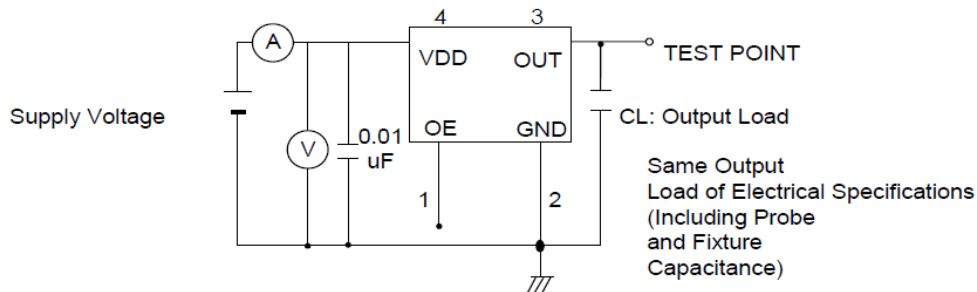 A
4
3
VDD
OUT
TEST POINT
Supply Voltage
V
0.01
uF
OE
GND
CL: Output Load
1
2
Same Output
Load of Electrical Specifications
(Including Probe
and Fixture
Capacitance)